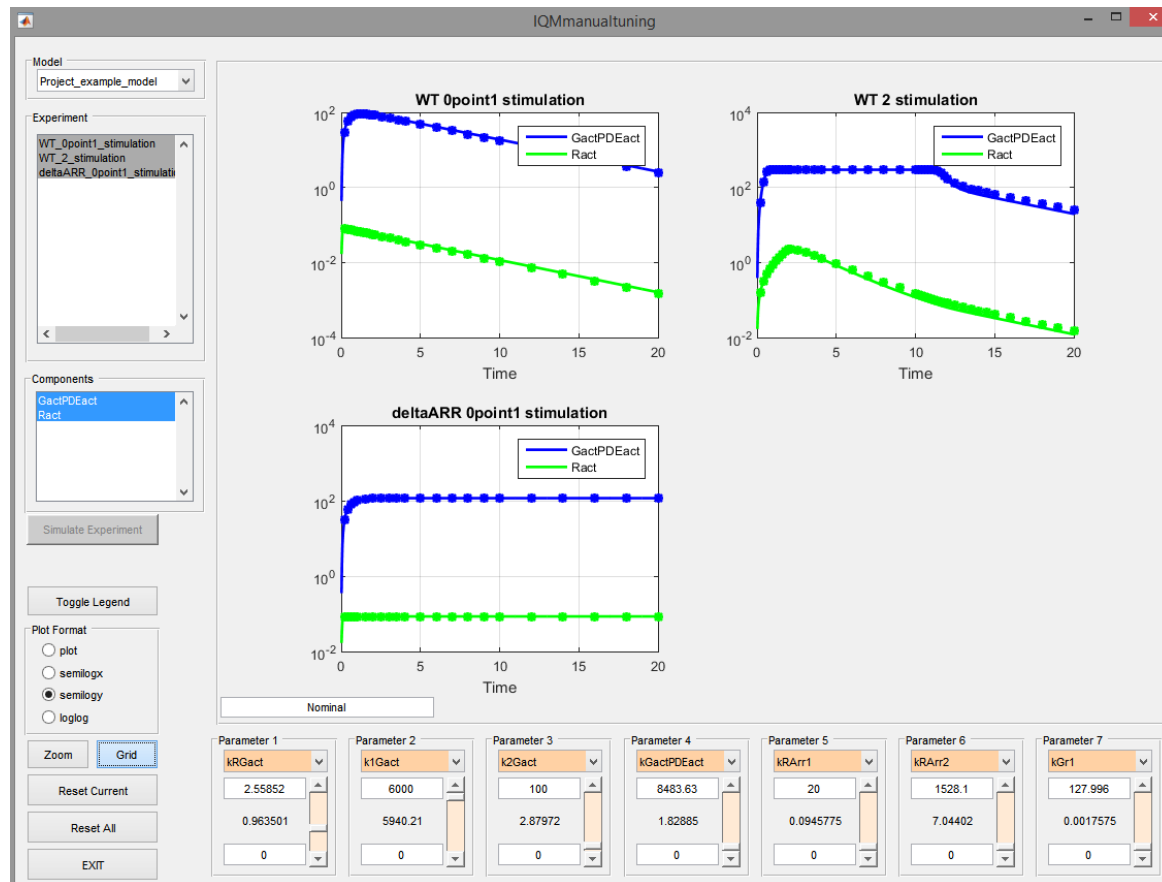 IQMmanualtuning
Model
Project_example_model
Experiment
WT_0point1_stimulation
WT_2_stimulation
deltaARR_0point1_stimulati
Components
GactPDEact
Ract
Simulate Experiment
Toggle Legend
Plot Format
plot
semilogx
semilogy
loglog
Zoom Grid
Reset Current
Reset All
EXIT
WT 0point1 stimulation
GactPDEact
Ract
10^2
10^0
10^-2
10^-4
0 5 10 15 20
Time
WT 2 stimulation
GactPDEact
Ract
10^4
10^2
10^0
10^-2
0 5 10 15 20
Time
deltaARR 0point1 stimulation
GactPDEact
Ract
10^4
10^2
10^0
10^-2
0 5 10 15 20
Time
Nominal
Parameter 1
kRGact
2.55852
0.963501
0
Parameter 2
k1Gact
6000
5940.21
0
Parameter 3
k2Gact
100
2.87972
0
Parameter 4
kGactPDEact
8483.63
1.82885
0
Parameter 5
kRArr1
20
0.0945775
0
Parameter 6
kRArr2
1528.1
7.04402
0
Parameter 7
kGr1
127.996
0.0017575
0